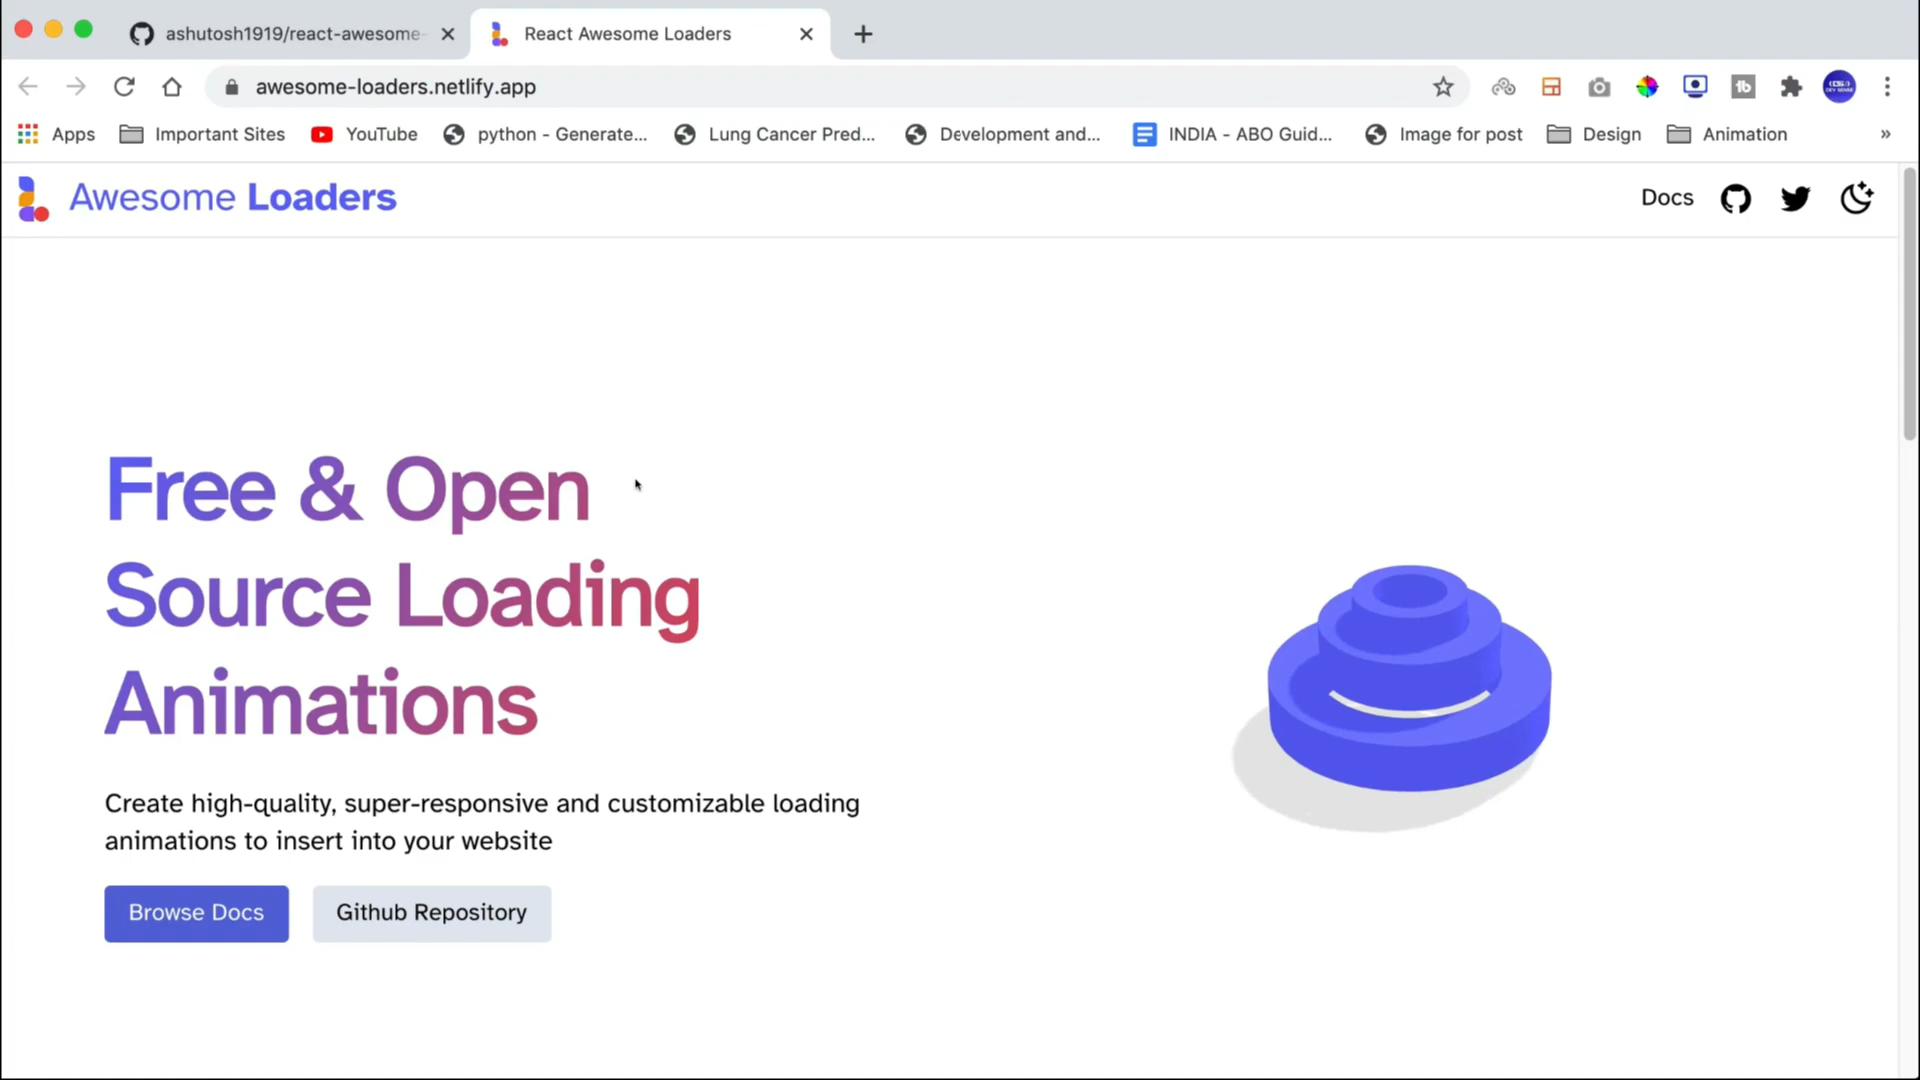 ashutosh1919/react-awesome-
React Awesome Loaders
awesome-loaders.netlify.app
Apps
Important Sites
YouTube
python - Generate...
Lung Cancer Pred...
Development and...
INDIA - ABO Guid...
Image for post
Design
Animation
»
Awesome Loaders
Docs
Free & Open
Source Loading
Animations
Create high-quality, super-responsive and customizable loading
animations to insert into your website
Browse Docs
Github Repository